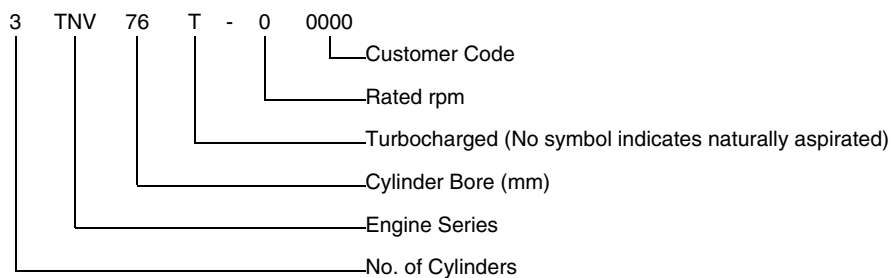 3 TNV 76 T - 0 0000
Customer Code
Rated rpm
Turbocharged (No symbol indicates naturally aspirated)
Cylinder Bore (mm)
Engine Series
No. of Cylinders